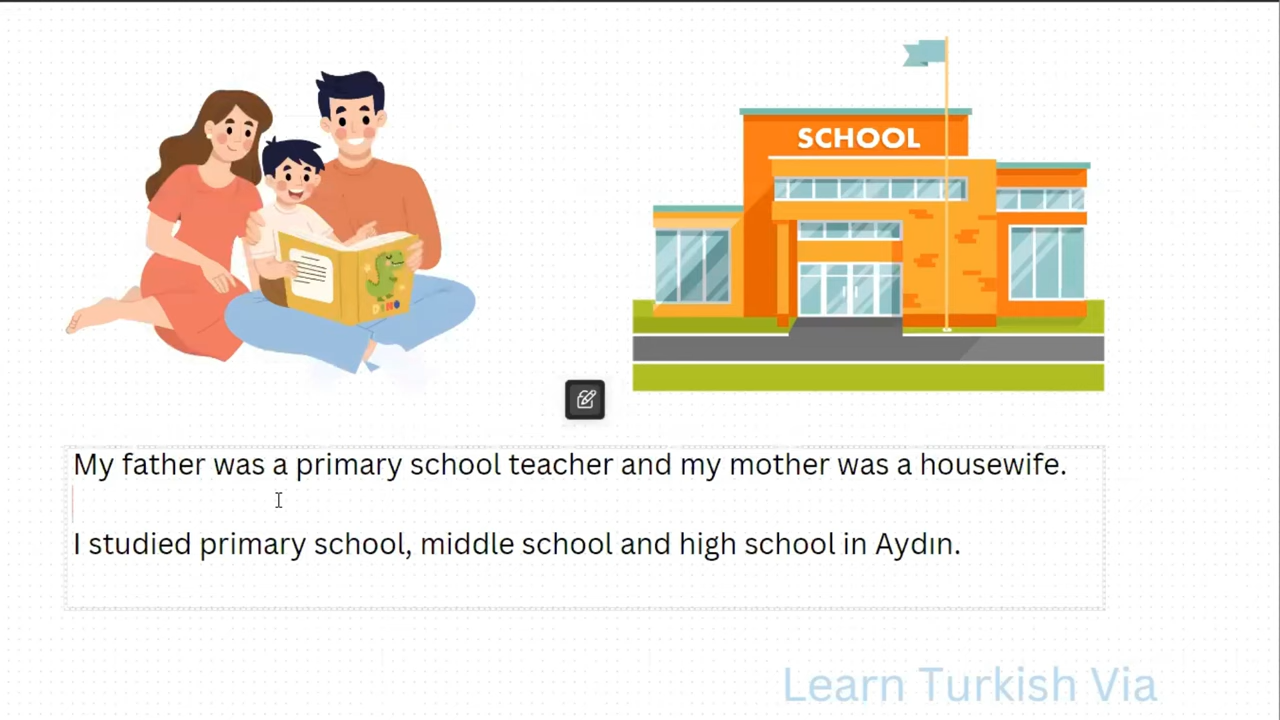 SCHOOL
DINO
My father was a primary school teacher and my mother was a housewife.
I studied primary school, middle school and high school in Aydın.
Learn Turkish Via